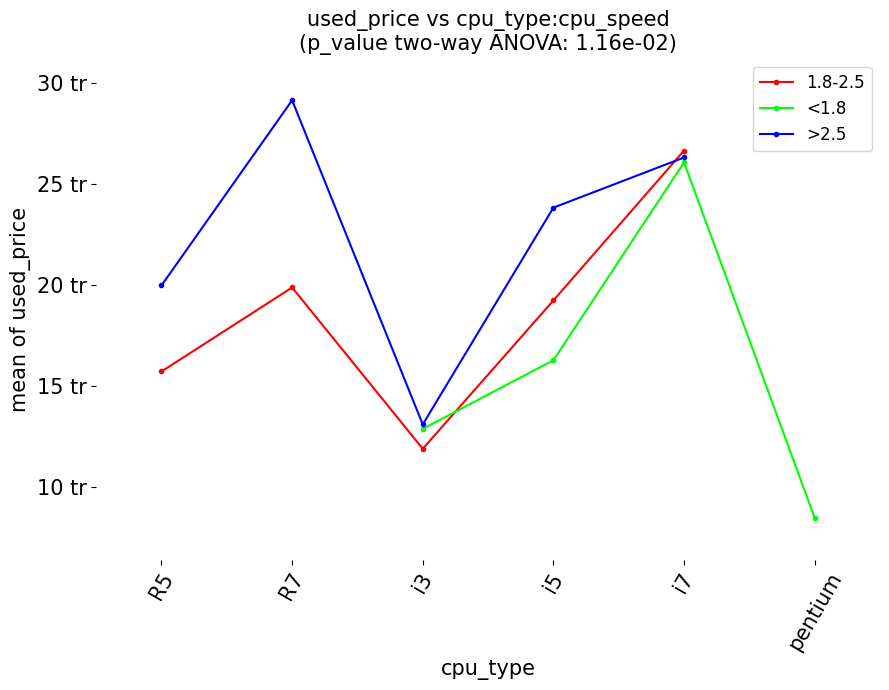 used_price vs cpu_type:cpu_speed
(p_value two-way ANOVA: 1.16e-02)
1.8-2.5
<1.8
>2.5
30 tr
25 tr
20 tr
15 tr
10 tr
mean of used_price
R5
R7
i3
i5
i7
pentium
cpu_type